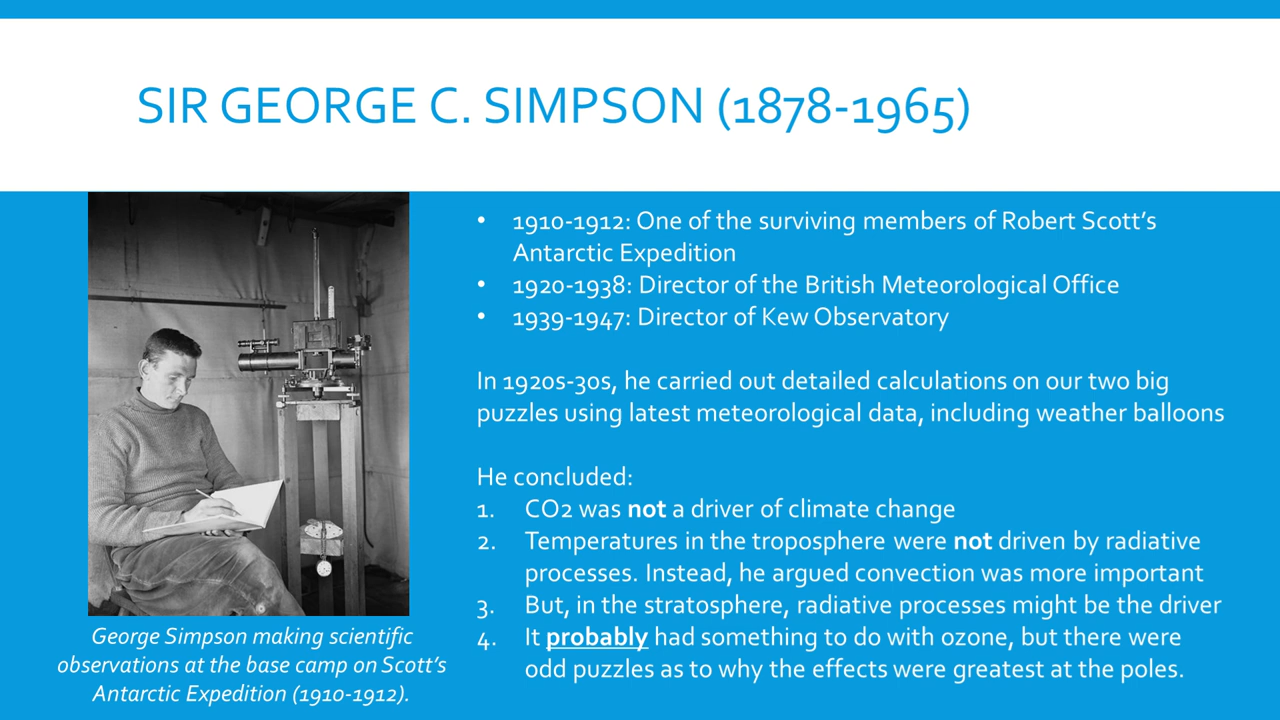 SIR GEORGE C. SIMPSON (1878-1965)
• 1910-1912: One of the surviving members of Robert Scott’s
Antarctic Expedition
• 1920-1938: Director of the British Meteorological Office
• 1939-1947: Director of Kew Observatory
In 1920s-30s, he carried out detailed calculations on our two big
puzzles using latest meteorological data, including weather balloons
He concluded:
1. CO2 was not a driver of climate change
2. Temperatures in the troposphere were not driven by radiative
processes. Instead, he argued convection was more important
3. But, in the stratosphere, radiative processes might be the driver
4. It probably had something to do with ozone, but there were
odd puzzles as to why the effects were greatest at the poles.
George Simpson making scientific
observations at the base camp on Scott’s
Antarctic Expedition (1910-1912).